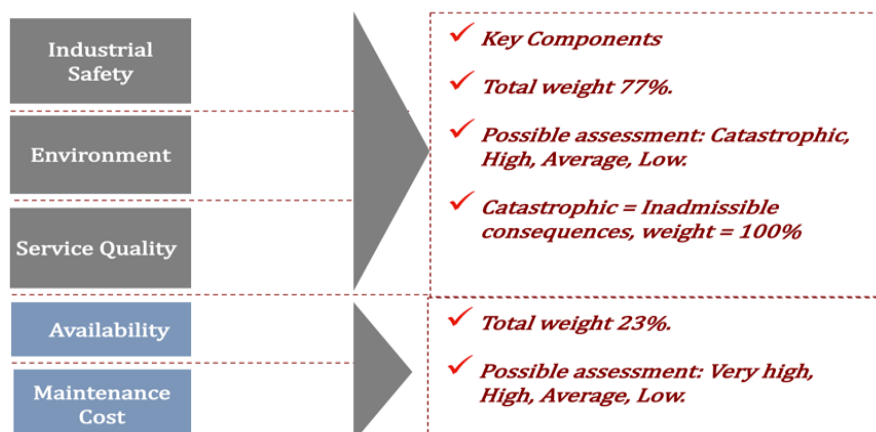 Industrial
Safety
Environment
Service Quality
Availability
Maintenance
Cost
Key Components
Total weight 77%.
Possible assessment: Catastrophic,
High, Average, Low.
Catastrophic = Inadmissible
consequences, weight = 100%
Total weight 23%.
Possible assessment: Very high,
High, Average, Low.